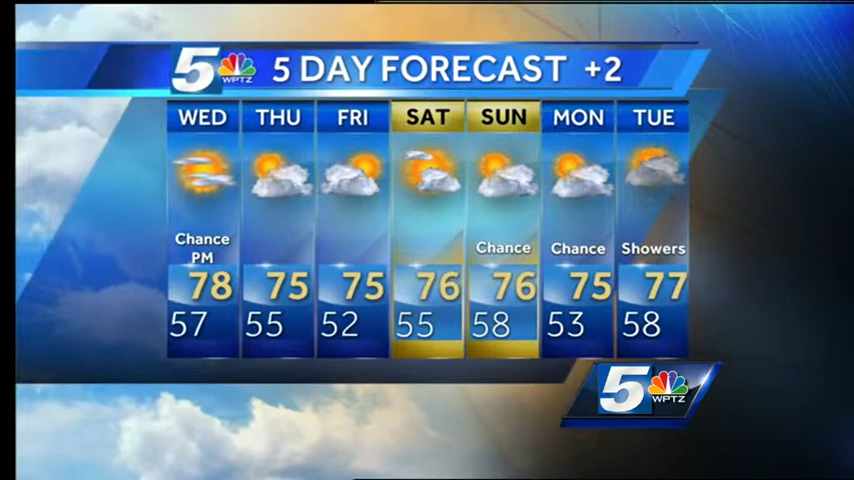 5 WPTZ 5 DAY FORECAST +2
WED THU FRI SAT SUN MON TUE
Chance PM Chance Chance Showers
78 75 75 76 76 75 77
57 55 52 55 58 53 58
5 WPTZ